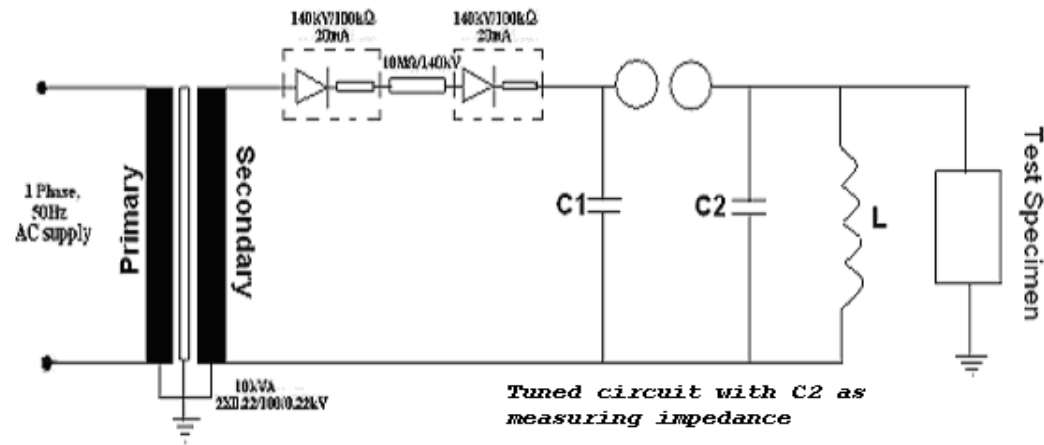 140kV/100kΩ
20mA
10MΩ/140kV
140kV/100kΩ
20mA
1 Phase,
50Hz
AC supply
Primary
Secondary
C1
C2
L
Test Specimen
10kVA
2X0.22/100/0.22kV
Tuned circuit with C2 as
measuring impedance